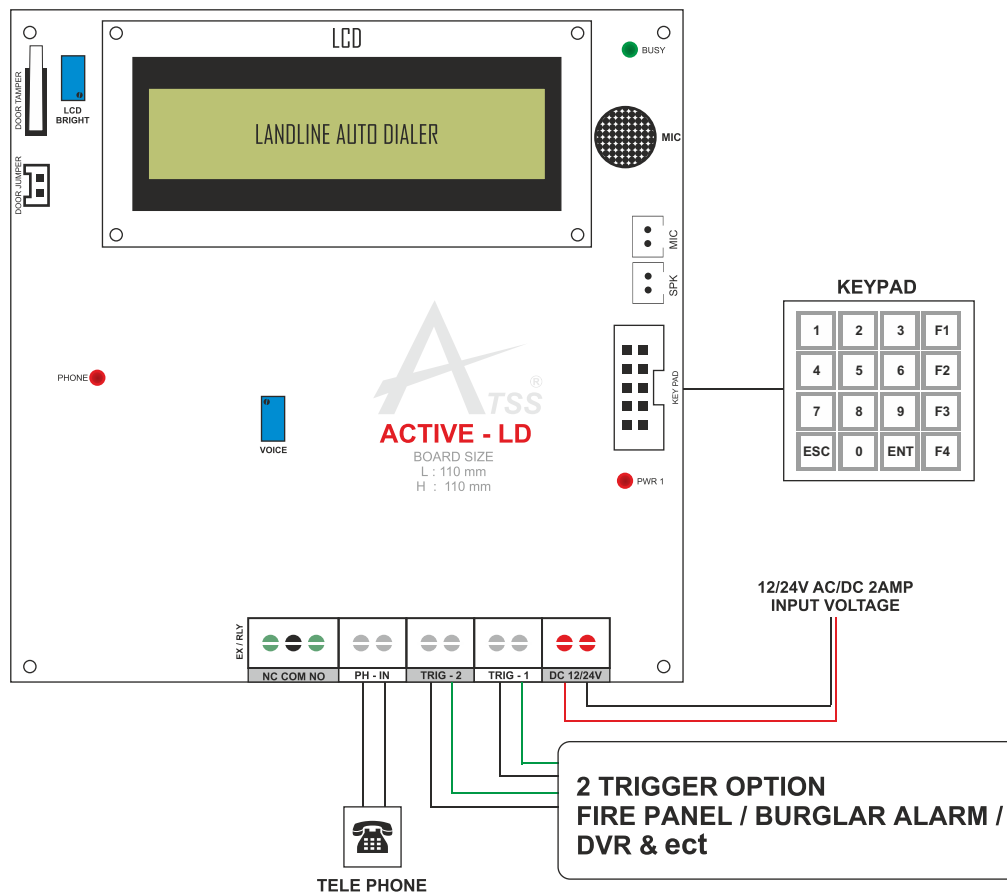 LCD
BUSY
DOOR TAMPER
LCD
BRIGHT
LANDLINE AUTO DIALER
MIC
DOOR JUMPER
MIC
SPK
KEYPAD
1 2 3 F1
4 5 6 F2
7 8 9 F3
ESC 0 ENT F4
KEY PAD
PHONE
ATSS ®
VOICE
ACTIVE - LD
BOARD SIZE
L : 110 mm
H : 110 mm
PWR 1
12/24V AC/DC 2AMP
INPUT VOLTAGE
EX / RLY
NC COM NO
PH - IN
TRIG - 2
TRIG - 1
DC 12/24V
2 TRIGGER OPTION
FIRE PANEL / BURGLAR ALARM /
DVR & ect
TELE PHONE